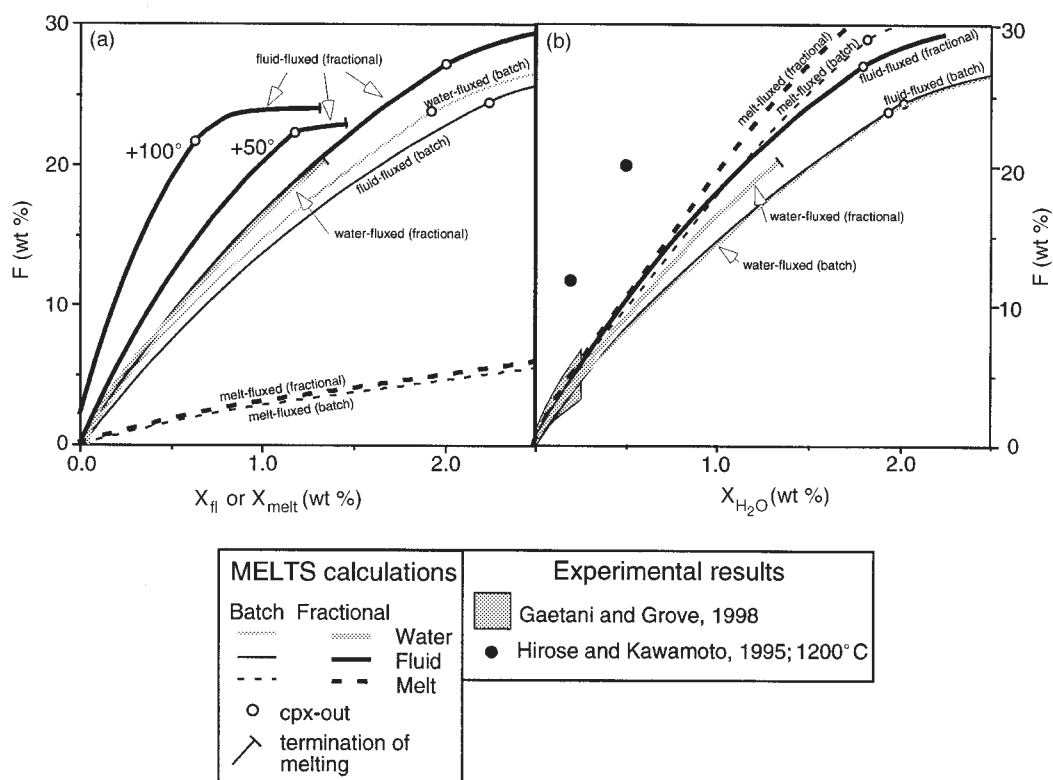 (a)
30
20
10
0
F (wt %)
fluid-fluxed (fractional)
+100°
+50°
water-fluxed (batch)
fluid-fluxed (batch)
water-fluxed (fractional)
melt-fluxed (fractional)
melt-fluxed (batch)
0.0
1.0
2.0
X_fl or X_melt (wt %)
(b)
melt-fluxed (fractional)
melt-fluxed (batch)
fluid-fluxed (fractional)
fluid-fluxed (batch)
water-fluxed (fractional)
water-fluxed (batch)
30
20
10
0
F (wt %)
1.0
2.0
X_H2O (wt %)
MELTS calculations
Batch Fractional
Water
Fluid
Melt
cpx-out
termination of
melting
Experimental results
Gaetani and Grove, 1998
Hirose and Kawamoto, 1995; 1200°C